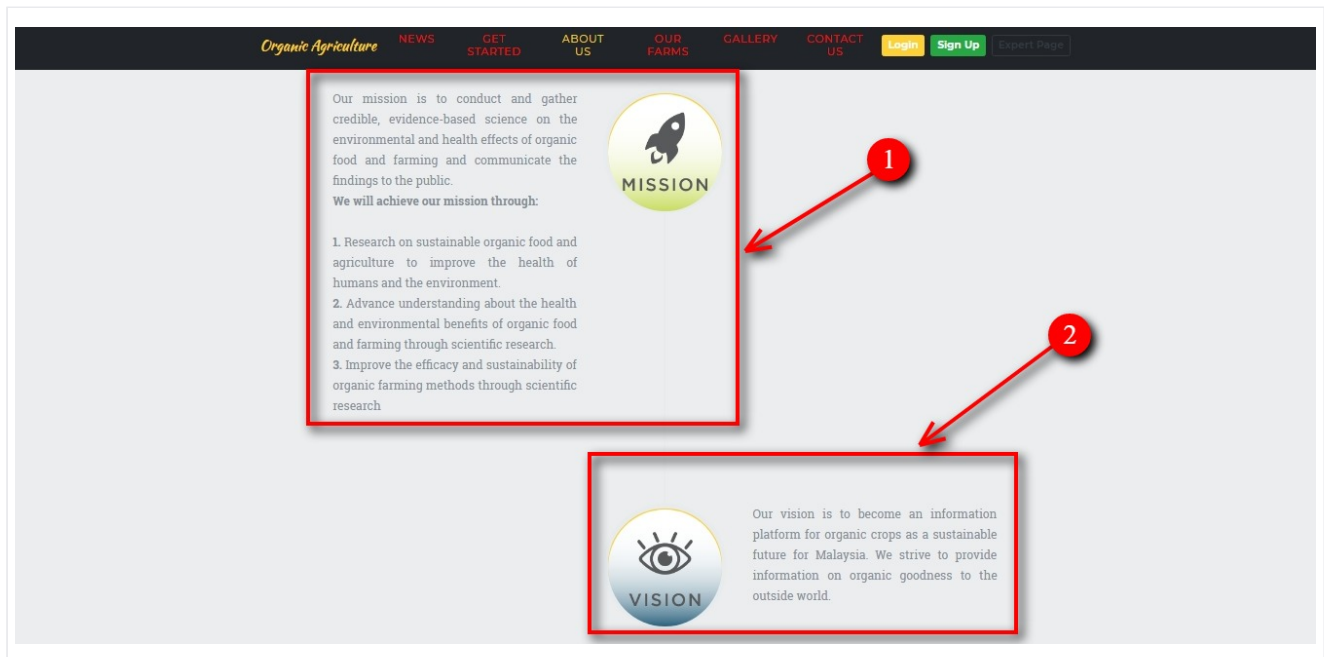 Organic Agriculture NEWS GET STARTED ABOUT US OUR FARMS GALLERY CONTACT US Login Sign Up Expert Page
Our mission is to conduct and gather
credible, evidence-based science on the
environmental and health effects of organic
food and farming and communicate the
findings to the public.
We will achieve our mission through:
1. Research on sustainable organic food and
agriculture to improve the health of
humans and the environment.
2. Advance understanding about the health
and environmental benefits of organic food
and farming through scientific research.
3. Improve the efficacy and sustainability of
organic farming methods through scientific
research
MISSION
1
2
Our vision is to become an information
platform for organic crops as a sustainable
future for Malaysia. We strive to provide
information on organic goodness to the
outside world.
VISION